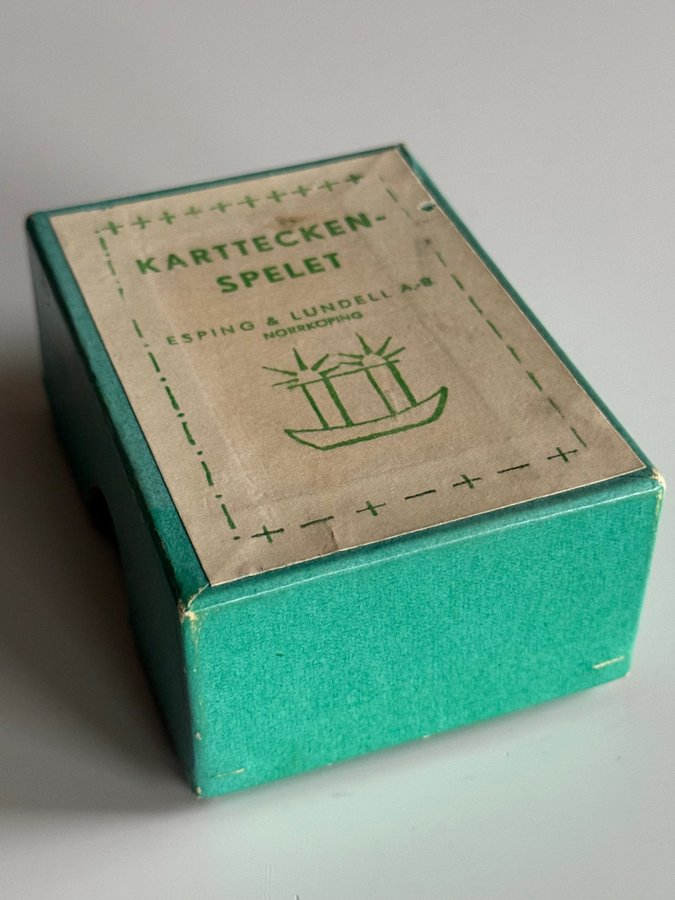 KARTTECKEN-
SPELET
ESPING & LUNDELL A.-B.
NORRKÖPING